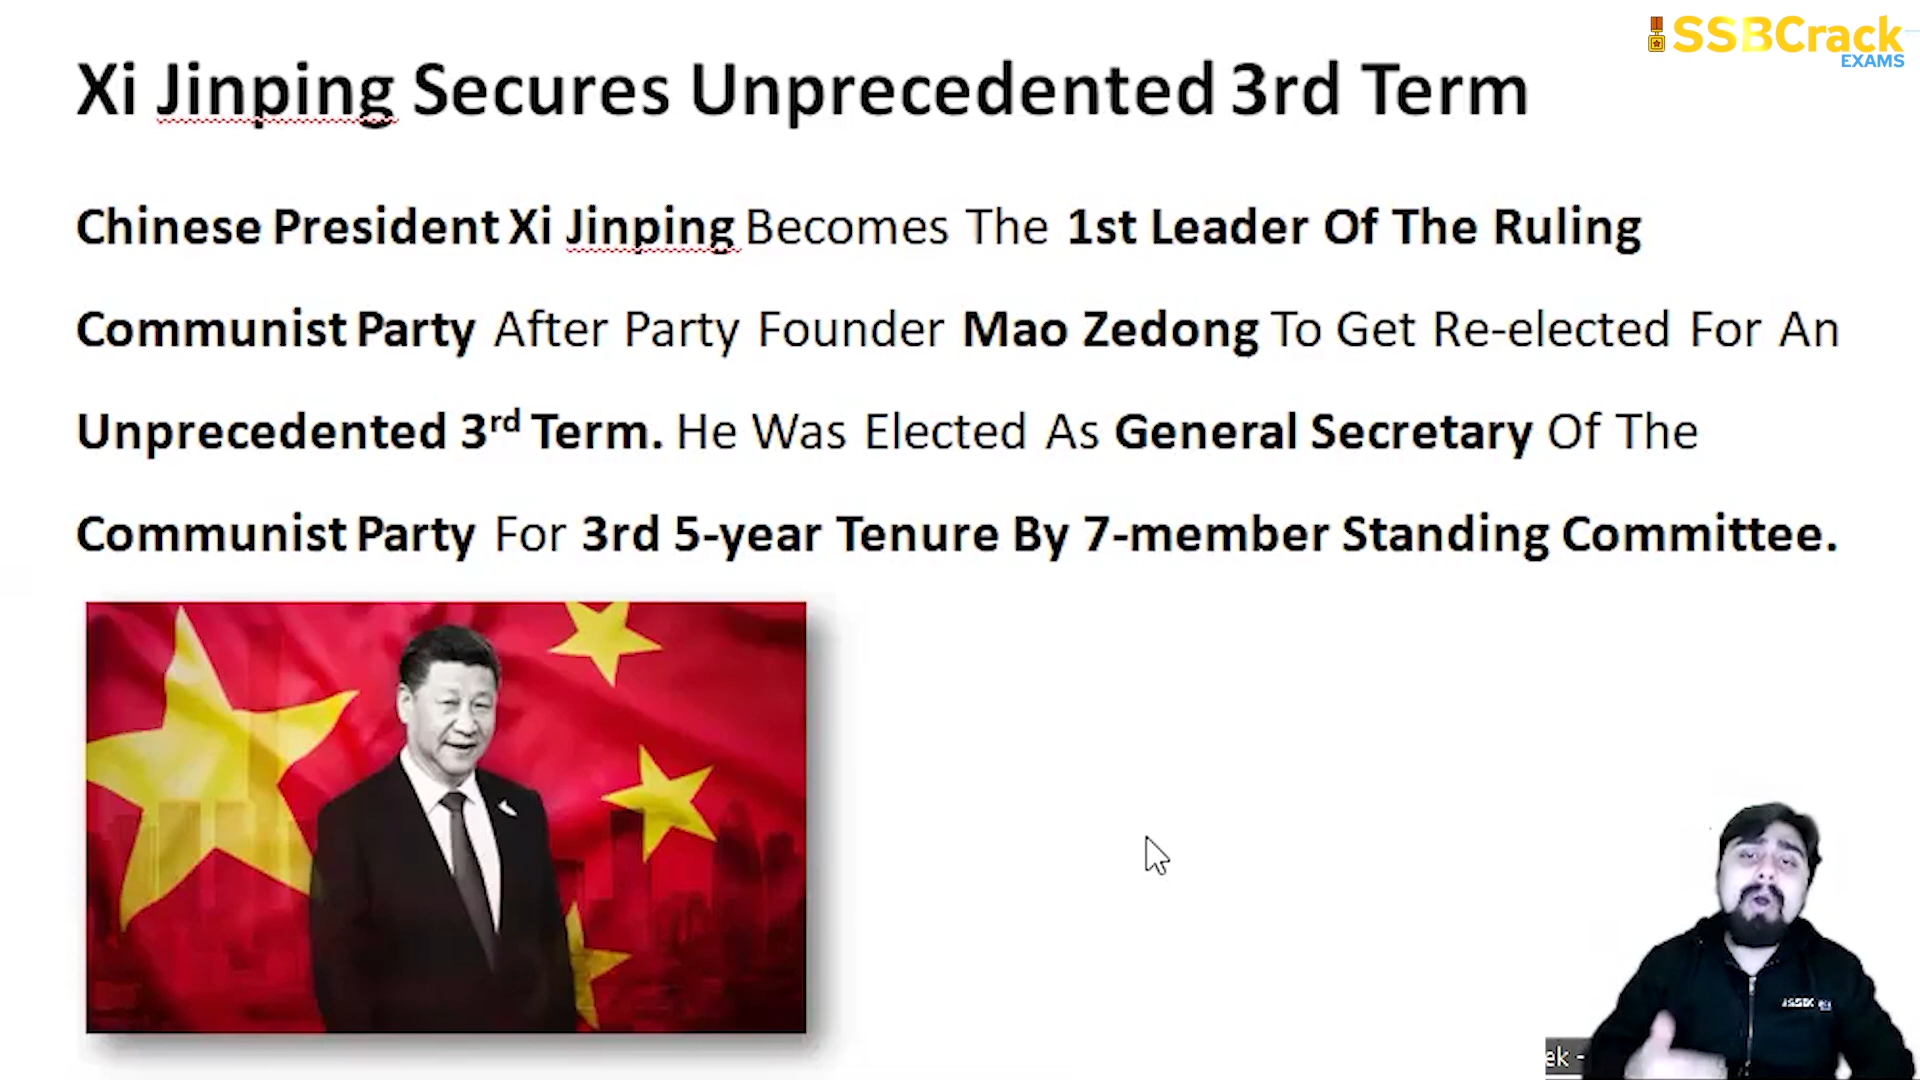 SSBCrack
EXAMS
Xi Jinping Secures Unprecedented 3rd Term
Chinese President Xi Jinping Becomes The 1st Leader Of The Ruling
Communist Party After Party Founder Mao Zedong To Get Re-elected For An
Unprecedented 3rd Term. He Was Elected As General Secretary Of The
Communist Party For 3rd 5-year Tenure By 7-member Standing Committee.
ek -